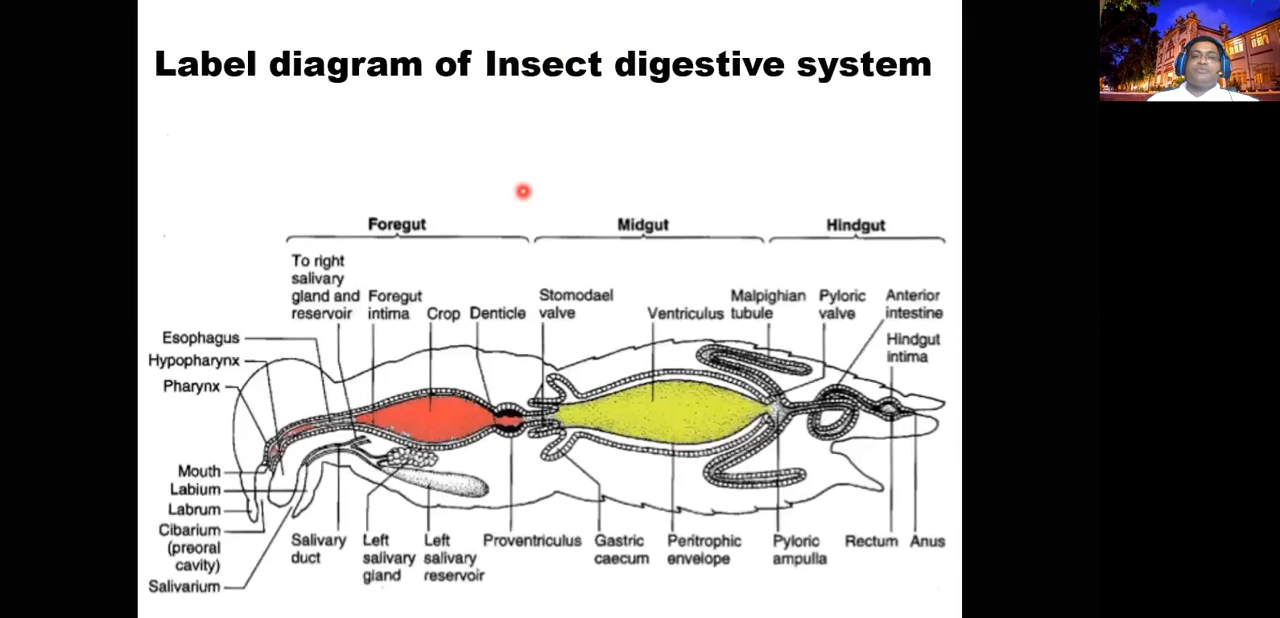 Label diagram of Insect digestive system
Foregut
Midgut
Hindgut
To right
salivary
gland and
reservoir
Foregut
intima
Crop
Denticle
Stomodael
valve
Ventriculus
Malpighian
tubule
Pyloric
valve
Anterior
intestine
Hindgut
intima
Esophagus
Hypopharynx
Pharynx
Mouth
Labium
Labrum
Cibarium
(preoral
cavity)
Salivarium
Salivary
duct
Left
salivary
gland
Left
salivary
reservoir
Proventriculus
Gastric
caecum
Peritrophic
envelope
Pyloric
ampulla
Rectum
Anus